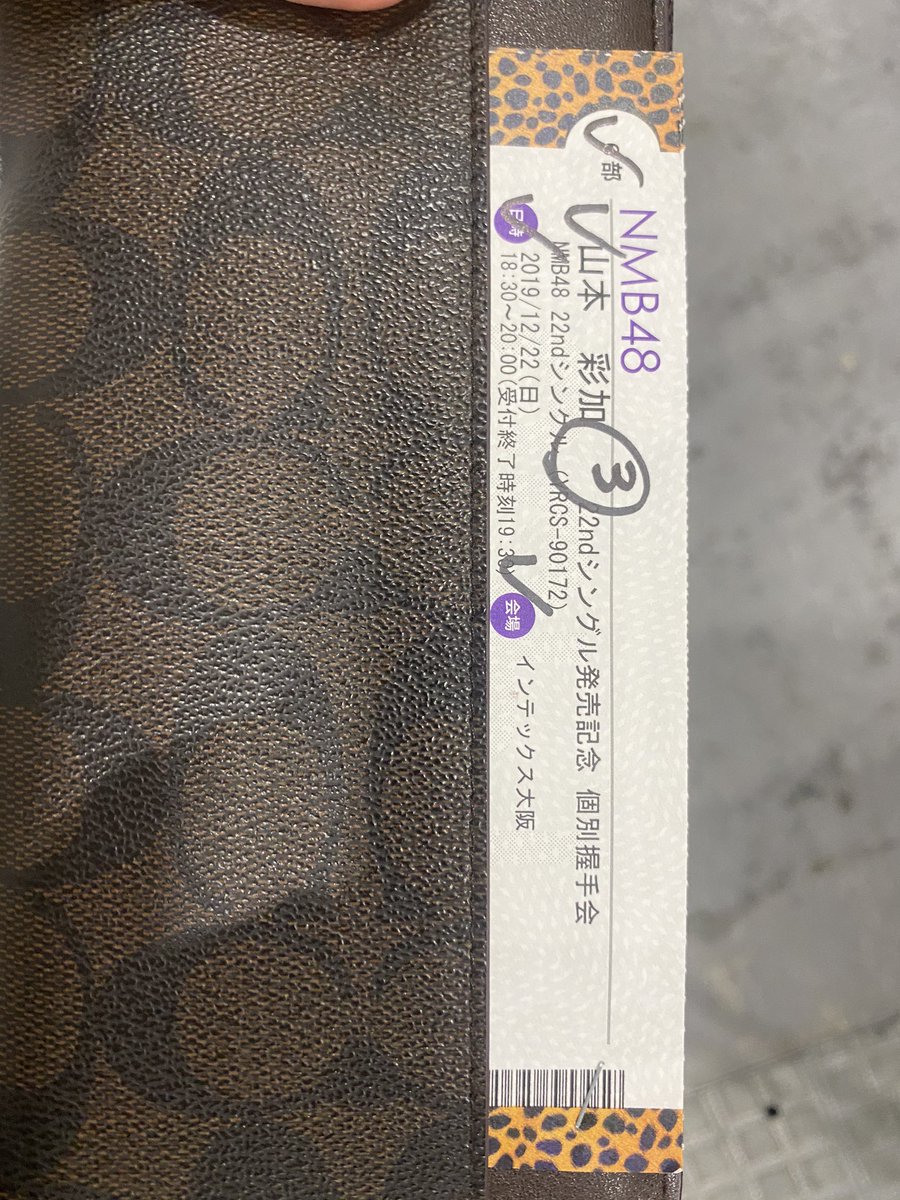 6部
NMB48
山本 彩加
22ndシングル発売記念 個別握手会
NMB48 22ndシングル (YRCS-90172)
日時
2019/12/22(日)
18:30~20:00(受付終了時刻19:30)
会場
インテックス大阪
3